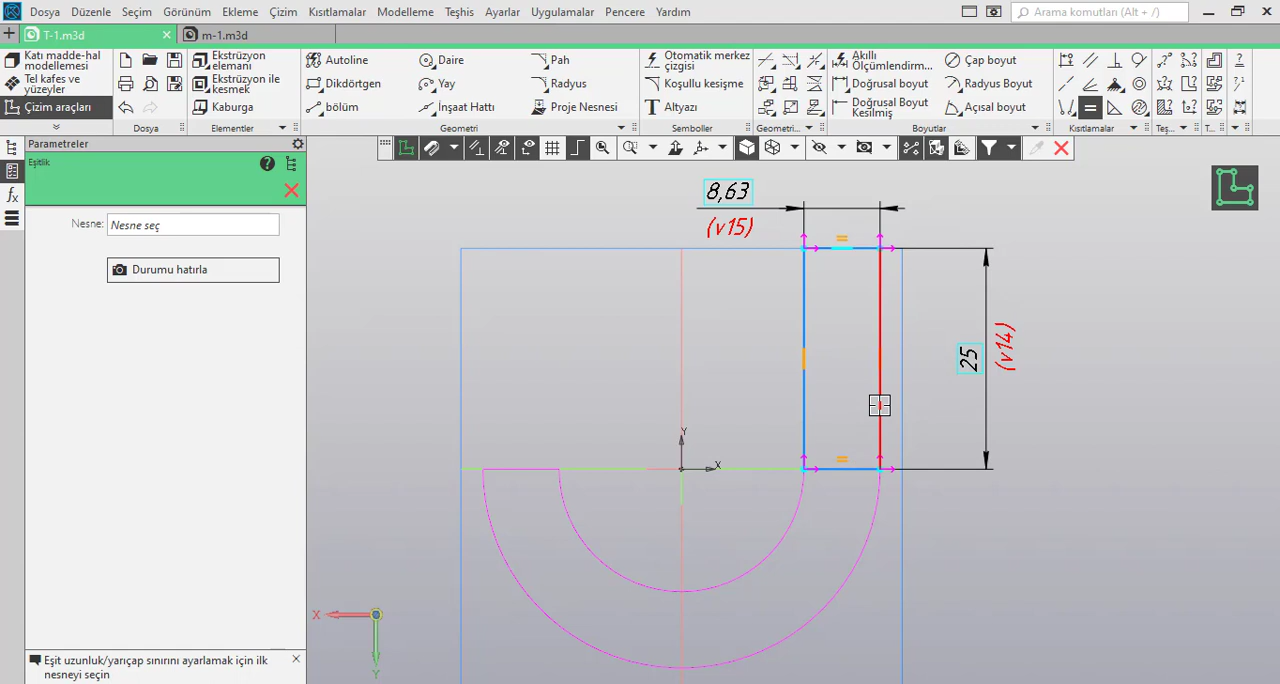 Dosya Düzenle Seçim Görünüm Ekleme Çizim Kısıtlamalar Modelleme Teşhis Ayarlar Uygulamalar Pencere Yardım Arama komutları (Alt + /)
T-1.m3d m-1.m3d
Katı madde-hal modellemesi
Tel kafes ve yüzeyler
Çizim araçları
Dosya
Ekstrüzyon elemanı
Ekstrüzyon ile kesmek
Kaburga
Elementler
Autoline Daire Pah
Dikdörtgen Yay Radyus
bölüm İnşaat Hattı Proje Nesnesi
Geometri
Otomatik merkez çizgisi
Koşullu kesişme
Altyazı
Semboller
Geometri...
Akıllı Ölçümlendirm...
Doğrusal boyut
Doğrusal Boyut Kesilmiş
Çap boyut
Radyus Boyut
Açısal boyut
Boyutlar
Kısıtlamalar
Teş...
T...
Parametreler
Eşitlik
Nesne: Nesne seç
Durumu hatırla
8,63
(v15)
25
(v14)
Y
X
X
Y
Eşit uzunluk/yarıçap sınırını ayarlamak için ilk
nesneyi seçin